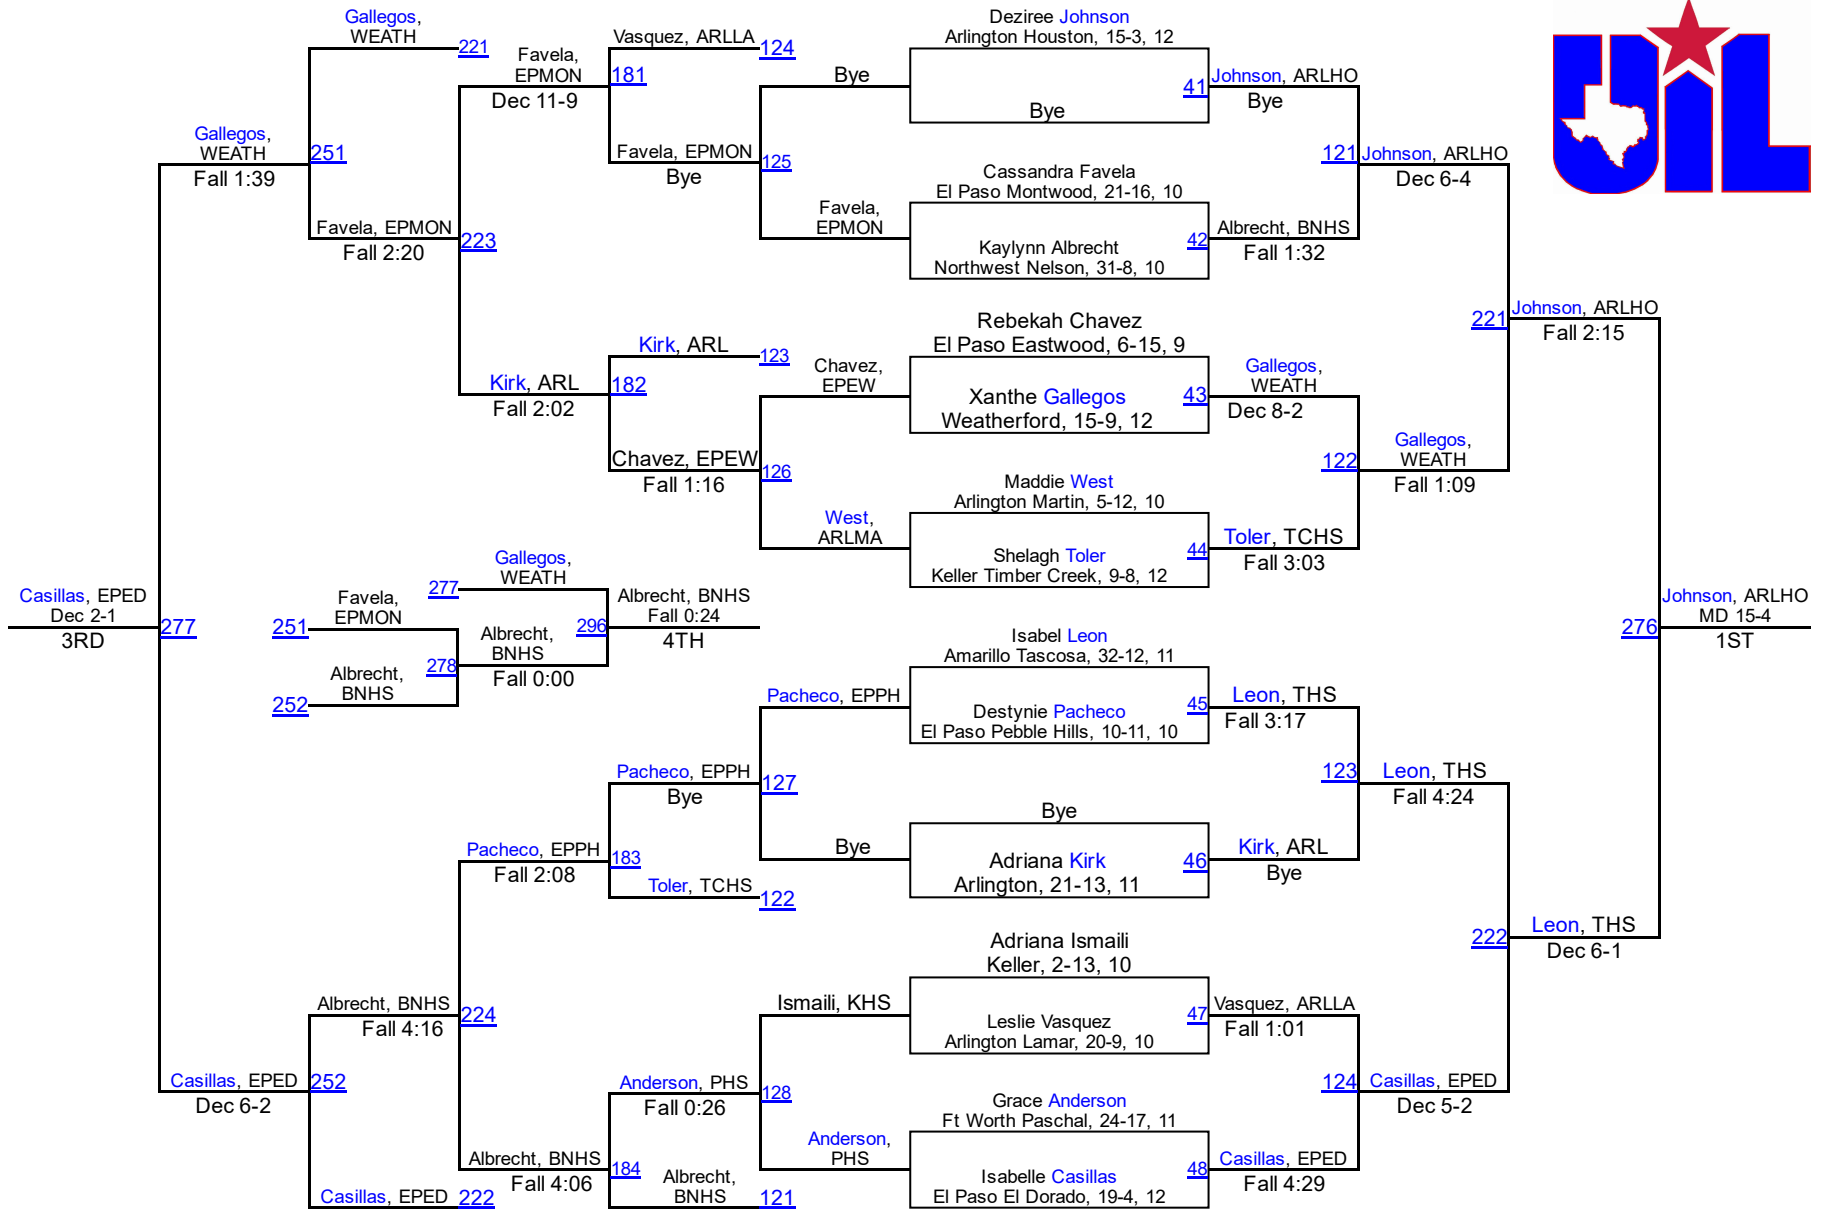 Gallegos,
WEATH
221
Favela,
EPMON
Dec 11-9
Vasquez, ARLLA
124
181
Bye
Deziree Johnson
Arlington Houston, 15-3, 12
Bye
41
Johnson, ARLHO
Bye
UIL
Gallegos,
WEATH
Fall 1:39
251
Favela, EPMON
Bye
125
Cassandra Favela
El Paso Montwood, 21-16, 10
121
Johnson, ARLHO
Dec 6-4
Favela, EPMON
Fall 2:20
223
Favela,
EPMON
Kaylynn Albrecht
Northwest Nelson, 31-8, 10
42
Albrecht, BNHS
Fall 1:32
Rebekah Chavez
El Paso Eastwood, 6-15, 9
221
Johnson, ARLHO
Fall 2:15
Kirk, ARL
123
Kirk, ARL
Fall 2:02
182
Chavez,
EPEW
Xanthe Gallegos
Weatherford, 15-9, 12
43
Gallegos,
WEATH
Dec 8-2
Chavez, EPEW
Fall 1:16
126
Maddie West
Arlington Martin, 5-12, 10
122
Gallegos,
WEATH
Fall 1:09
West,
ARLMA
Shelagh Toler
Keller Timber Creek, 9-8, 12
44
Toler, TCHS
Fall 3:03
Casillas, EPED
Dec 2-1
3RD
277
251
Favela,
EPMON
277
Gallegos,
WEATH
Albrecht,
BNHS
Fall 0:00
296
Albrecht, BNHS
Fall 0:24
4TH
252
Albrecht,
BNHS
278
Isabel Leon
Amarillo Tascosa, 32-12, 11
276
Johnson, ARLHO
MD 15-4
1ST
Pacheco, EPPH
Destynie Pacheco
El Paso Pebble Hills, 10-11, 10
45
Leon, THS
Fall 3:17
Pacheco, EPPH
Bye
127
Bye
123
Leon, THS
Fall 4:24
Pacheco, EPPH
Fall 2:08
183
Toler, TCHS
122
Bye
Adriana Kirk
Arlington, 21-13, 11
46
Kirk, ARL
Bye
Adriana Ismaili
Keller, 2-13, 10
222
Leon, THS
Dec 6-1
Albrecht, BNHS
Fall 4:16
224
Ismaili, KHS
Leslie Vasquez
Arlington Lamar, 20-9, 10
47
Vasquez, ARLLA
Fall 1:01
Casillas, EPED
Dec 6-2
252
Anderson, PHS
Fall 0:26
128
Grace Anderson
Ft Worth Paschal, 24-17, 11
124
Casillas, EPED
Dec 5-2
Albrecht, BNHS
Fall 4:06
184
Albrecht,
BNHS
121
Anderson,
PHS
Isabelle Casillas
El Paso El Dorado, 19-4, 12
48
Casillas, EPED
Fall 4:29
Casillas, EPED
222